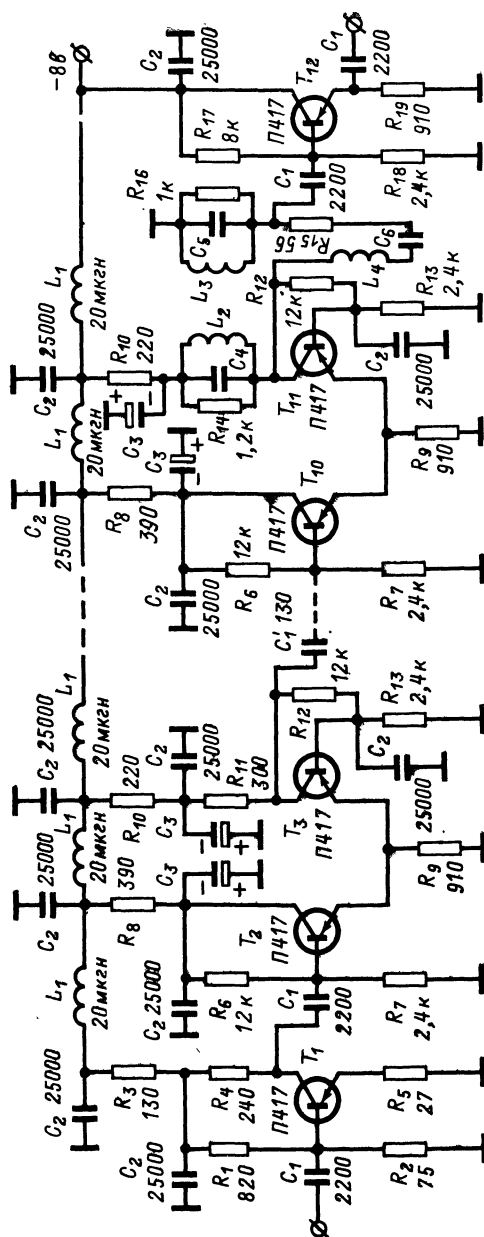 C₂ 25000
R₃ 130
C₂ 25000
R₁ 820
R₄ 240
C₁ 2200
R₂ 75
T₁ П417
R₅ 27
L₁ 20мкгн
C₂ 25000
R₈ 390
C₂ 25000
R₆ 12к
C₁ 2200
R₇ 2,4к
T₂ П417
C₃
− +
L₁ 20мкгн
C₂ 25000
R₁₀ 220
C₃
− +
C₂ 25000
R₁₁ 300
T₃ П417
R₉ 910
R₁₂ 12к
C₂ 25000
R₁₃ 2,4к
L₁ 20мкгн
C₁' 130
C₂ 25000
R₈ 390
C₂ 25000
R₆ 12к
R₇ 2,4к
T₁₀ П417
C₃
− +
L₁ 20мкгн
C₂ 25000
R₁₀ 220
C₃
+ −
R₁₄ 1,2к
C₄
L₂
T₁₁ П417
R₉ 910
R₁₂ 12к
C₂ 25000
R₁₃ 2,4к
L₁ 20мкгн
L₄
C₆
R₁₅ 56
L₃
C₅
R₁₆ 1к
C₁ 2200
R₁₇ 8к
R₁₈ 2,4к
T₁₂ П417
C₂ 25000
−8в
C₁ 2200
R₁₉ 910